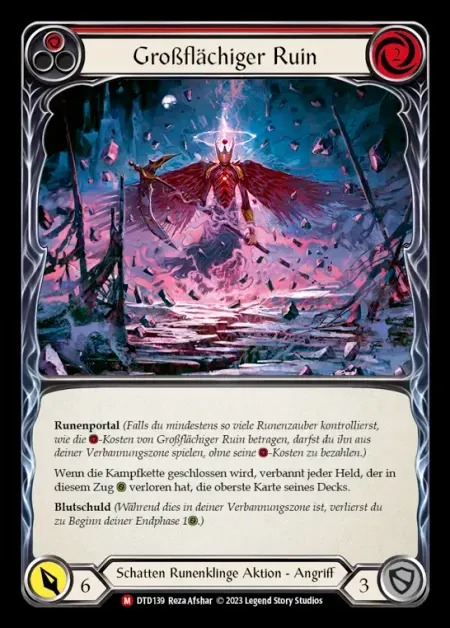 Großflächiger Ruin
2
Runenportal (Falls du mindestens so viele Runenzauber kontrollierst,
wie die -Kosten von Großflächiger Ruin betragen, darfst du ihn aus
deiner Verbannungszone spielen, ohne seine -Kosten zu bezahlen.)
Wenn die Kampfkette geschlossen wird, verbannt jeder Held, der in
diesem Zug verloren hat, die oberste Karte seines Decks.
Blutschuld (Während dies in deiner Verbannungszone ist, verlierst du
zu Beginn deiner Endphase 1.)
6
Schatten Runenklinge Aktion - Angriff
3
M DTD139 Reza Afshar © 2023 Legend Story Studios